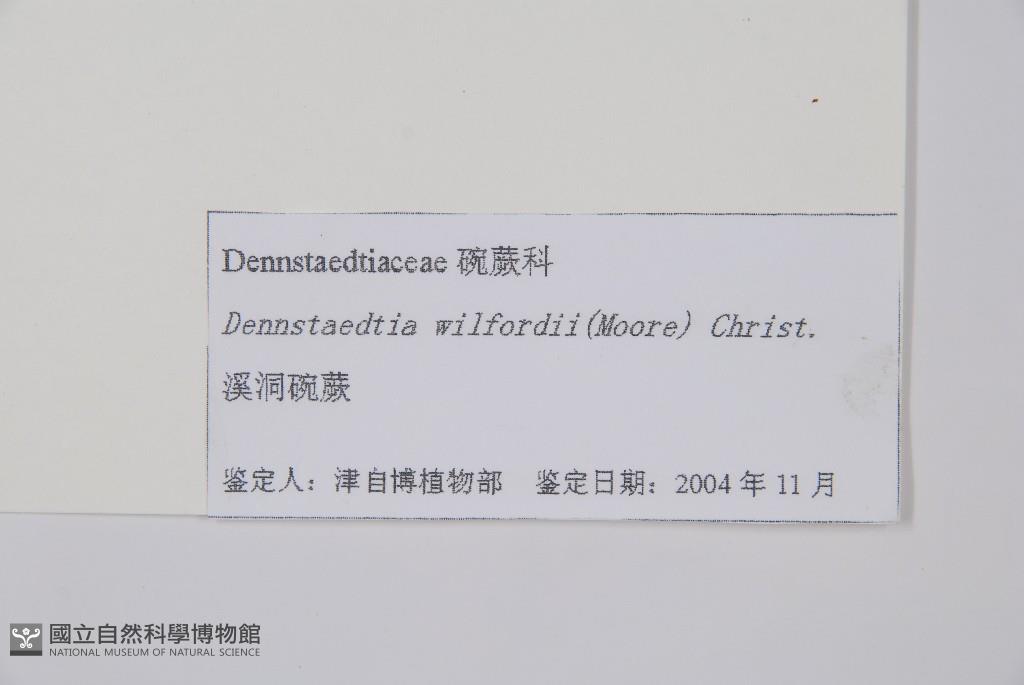 Dennstaedtiaceae 碗蕨科
Dennstaedtia wilfordii(Moore) Christ.
溪洞碗蕨
鉴定人：津自博植物部 鉴定日期：2004 年 11 月
國立自然科學博物館
NATIONAL MUSEUM OF NATURAL SCIENCE